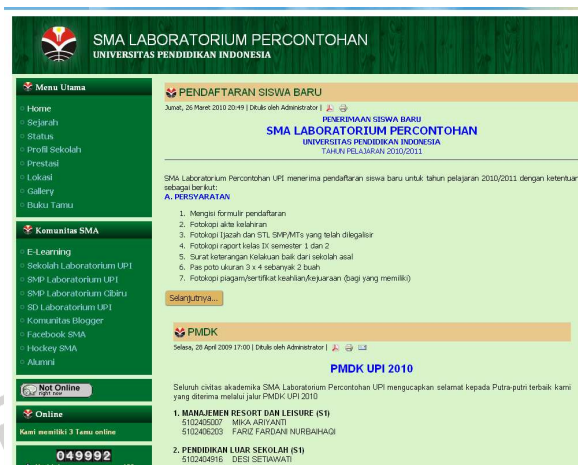 SMA LABORATORIUM PERCONTOHAN
UNIVERSITAS PENDIDIKAN INDONESIA
Menu Utama
Home
Sejarah
Status
Profil Sekolah
Prestasi
Lokasi
Gallery
Buku Tamu
Komunitas SMA
E-Learning
Sekolah Laboratorium UPI
SMP Laboratorium UPI
SMP Laboratorium Cibiru
SD Laboratorium UPI
Komunitas Blogger
Facebook SMA
Hockey SMA
Alumni
Not Online
right now
Online
Kami memiliki 3 Tamu online
049992
PENDAFTARAN SISWA BARU
Jumat, 26 Maret 2010 20:49 | Ditulis oleh Administrator |
PENERIMAAN SISWA BARU
SMA LABORATORIUM PERCONTOHAN
UNIVERSITAS PENDIDIKAN INDONESIA
TAHUN PELAJARAN 2010/2011
SMA Laboratorium Percontohan UPI menerima pendaftaran siswa baru untuk tahun pelajaran 2010/2011 dengan ketentuan
sebagai berikut:
A. PERSYARATAN
1. Mengisi formulir pendaftaran
2. Fotokopi akte kelahiran
3. Fotokopi Ijazah dan STL SMP/MTs yang telah dilegalisir
4. Fotokopi raport kelas IX semester 1 dan 2
5. Surat keterangan Kelakuan baik dari sekolah asal
6. Pas poto ukuran 3 x 4 sebanyak 2 buah
7. Fotokopi piagam/sertifikat keahlian/kejuaraan (bagi yang memiliki)
Selanjutnya...
PMDK
Selasa, 28 April 2009 17:00 | Ditulis oleh Administrator |
PMDK UPI 2010
Seluruh civitas akademika SMA Laboratorium Percontohan UPI mengucapkan selamat kepada Putra-putri terbaik kami
yang diterima melalui jalur PMDK UPI 2010
1. MANAJEMEN RESORT DAN LEISURE (S1)
5102405007 MIKA ARIYANTI
5102406203 FARIZ FARDANI NURBAIHAQI
2. PENDIDIKAN LUAR SEKOLAH (S1)
5102404916 DESI SETIAWATI